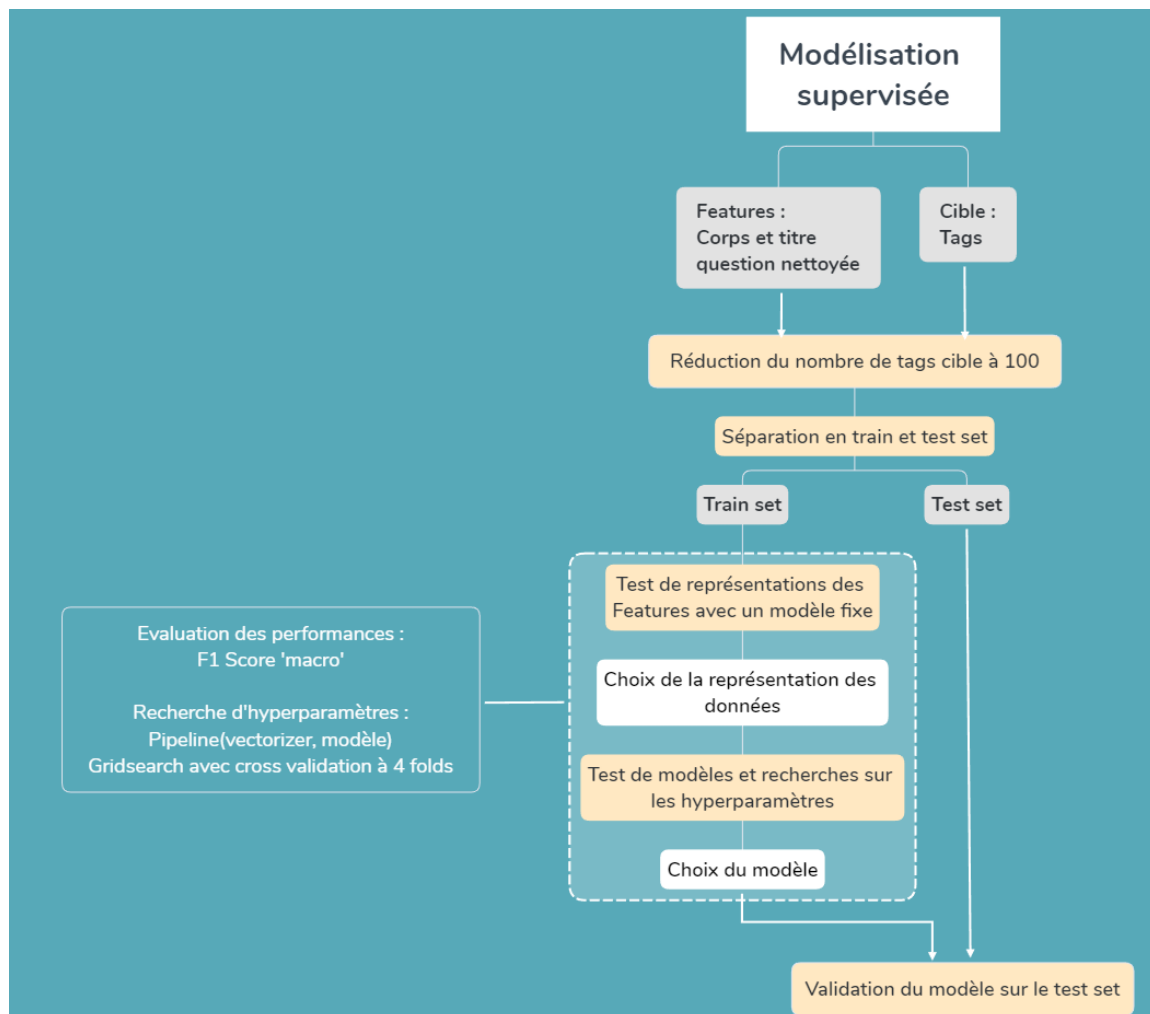 Modélisation
supervisée
Features :
Corps et titre
question nettoyée
Cible :
Tags
Réduction du nombre de tags cible à 100
Séparation en train et test set
Train set
Test set
Test de représentations des
Features avec un modèle fixe
Choix de la représentation des
données
Test de modèles et recherches sur
les hyperparamètres
Choix du modèle
Evaluation des performances :
F1 Score 'macro'
Recherche d'hyperparamètres :
Pipeline(vectorizer, modèle)
Gridsearch avec cross validation à 4 folds
Validation du modèle sur le test set